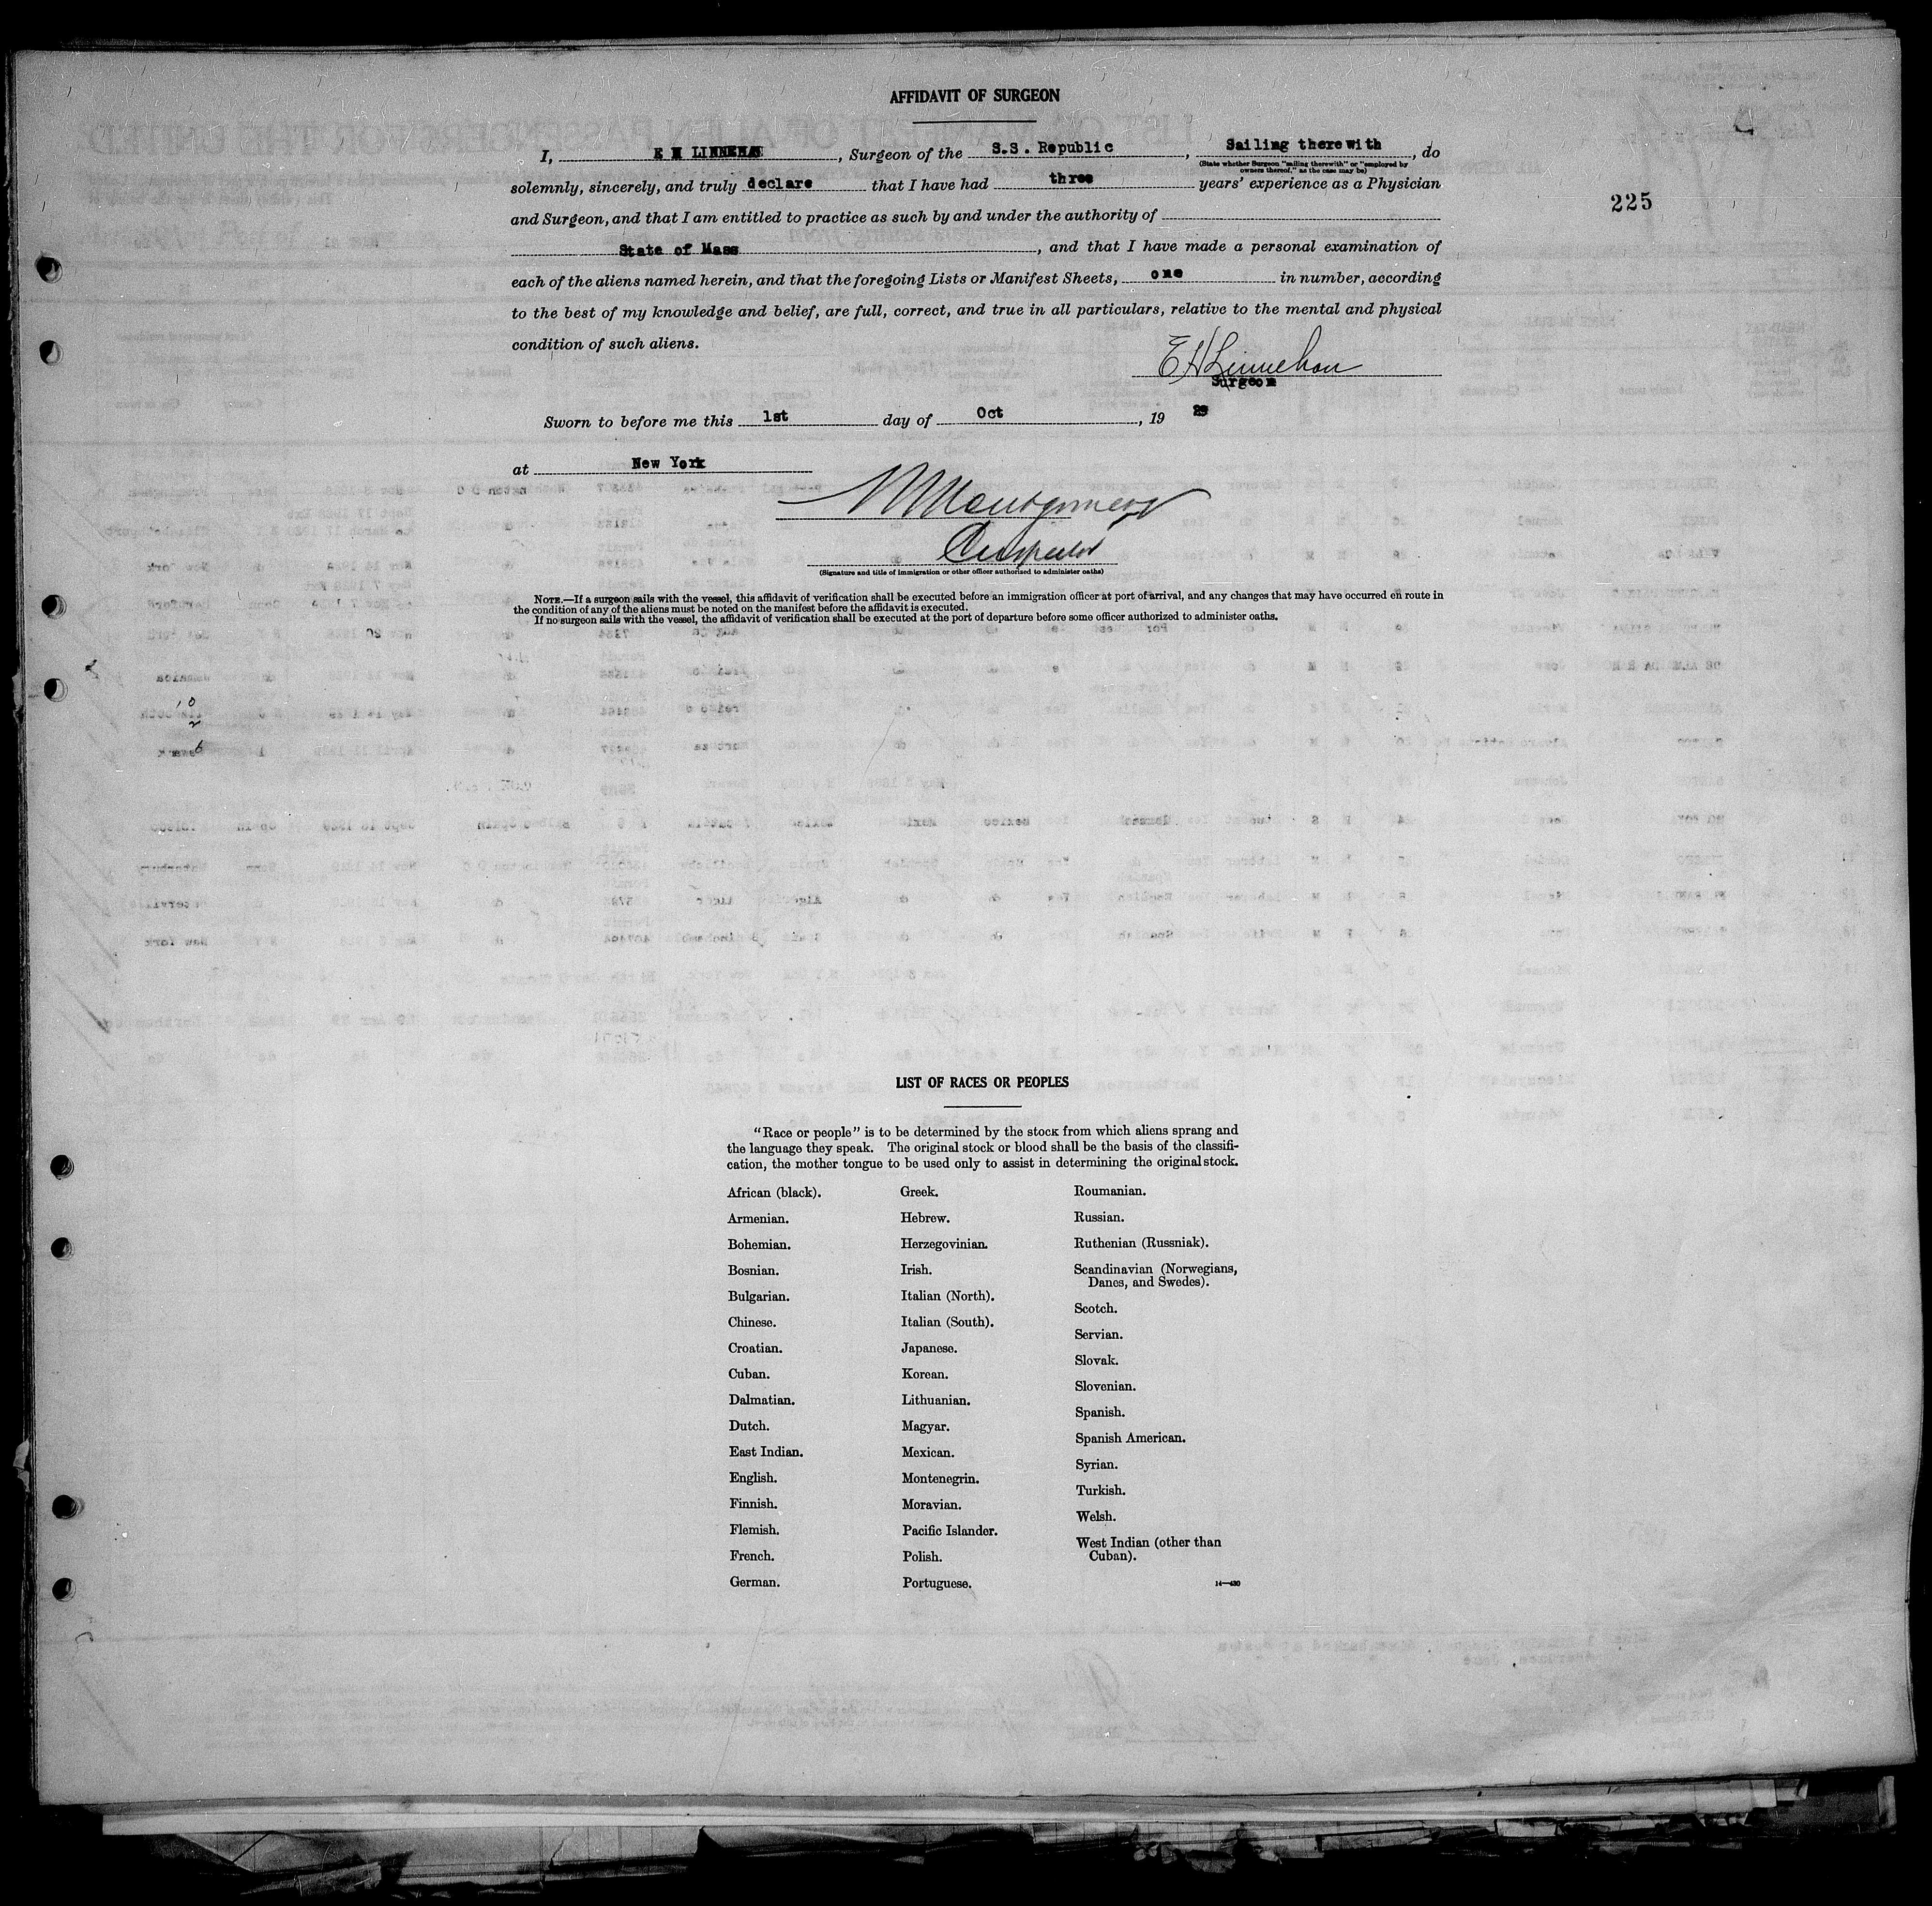 AFFIDAVIT OF SURGEON
I, E H LINNEHAN, Surgeon of the S.S. Republic, Sailing therewith, do
(State whether Surgeon "sailing therewith" or "employed by
owners thereof," as the case may be)
solemnly, sincerely, and truly declare that I have had three years' experience as a Physician
225
and Surgeon, and that I am entitled to practice as such by and under the authority of
State of Mass, and that I have made a personal examination of
each of the aliens named herein, and that the foregoing Lists or Manifest Sheets, one in number, according
to the best of my knowledge and belief, are full, correct, and true in all particulars, relative to the mental and physical
condition of such aliens.
E H Linnehan
Surgeon
Sworn to before me this 1st day of Oct, 19 29
at New York
Montgomery
Inspector
(Signature and title of immigration or other officer authorized to administer oaths)
NOTE.—If a surgeon sails with the vessel, this affidavit of verification shall be executed before an immigration officer at port of arrival, and any changes that may have occurred en route in
the condition of any of the aliens must be noted on the manifest before the affidavit is executed.
If no surgeon sails with the vessel, the affidavit of verification shall be executed at the port of departure before some officer authorized to administer oaths.
LIST OF RACES OR PEOPLES
"Race or people" is to be determined by the stock from which aliens sprang and
the language they speak. The original stock or blood shall be the basis of the classifi-
cation, the mother tongue to be used only to assist in determining the original stock.
African (black).
Armenian.
Bohemian.
Bosnian.
Bulgarian.
Chinese.
Croatian.
Cuban.
Dalmatian.
Dutch.
East Indian.
English.
Finnish.
Flemish.
French.
German.
Greek.
Hebrew.
Herzegovinian.
Irish.
Italian (North).
Italian (South).
Japanese.
Korean.
Lithuanian.
Magyar.
Mexican.
Montenegrin.
Moravian.
Pacific Islander.
Polish.
Portuguese.
Roumanian.
Russian.
Ruthenian (Russniak).
Scandinavian (Norwegians,
Danes, and Swedes).
Scotch.
Servian.
Slovak.
Slovenian.
Spanish.
Spanish American.
Syrian.
Turkish.
Welsh.
West Indian (other than
Cuban).
14—430